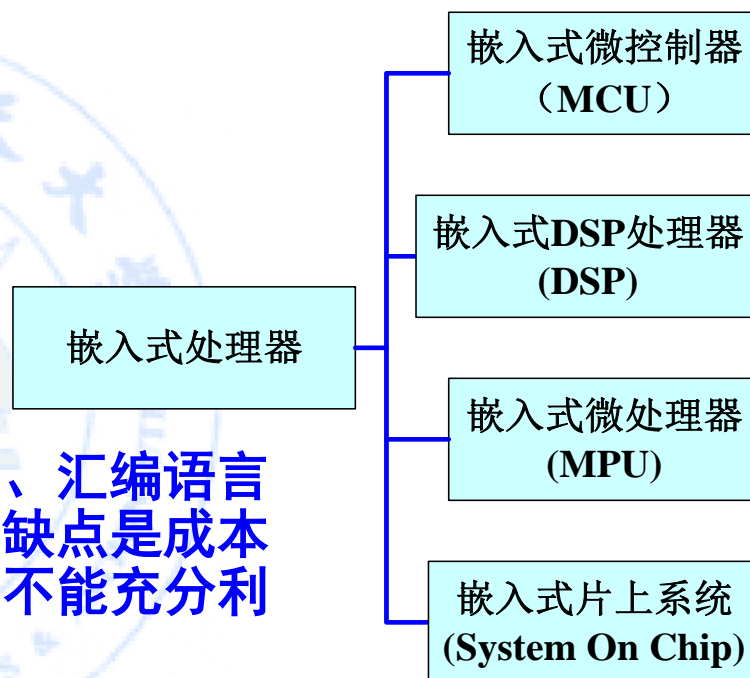 嵌入式微控制器
（MCU）
嵌入式DSP处理器
(DSP)
嵌入式处理器
嵌入式微处理器
(MPU)
、汇编语言
缺点是成本
不能充分利
嵌入式片上系统
(System On Chip)